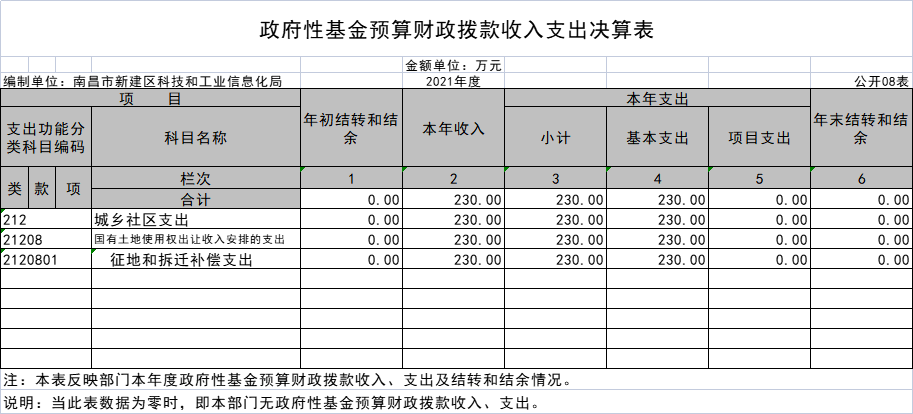 政府性基金预算财政拨款收入支出决算表
金额单位：万元
编制单位：南昌市新建区科技和工业信息化局 2021年度 公开08表
项 目 年初结转和结余 本年收入 本年支出 年末结转和结余
支出功能分类科目编码 科目名称 小计 基本支出 项目支出
类 款 项 栏次 1 2 3 4 5 6
合计 0.00 230.00 230.00 230.00 0.00 0.00
212 城乡社区支出 0.00 230.00 230.00 230.00 0.00 0.00
21208 国有土地使用权出让收入安排的支出 0.00 230.00 230.00 230.00 0.00 0.00
2120801 征地和拆迁补偿支出 0.00 230.00 230.00 230.00 0.00 0.00
注：本表反映部门本年度政府性基金预算财政拨款收入、支出及结转和结余情况。
说明：当此表数据为零时，即本部门无政府性基金预算财政拨款收入、支出。